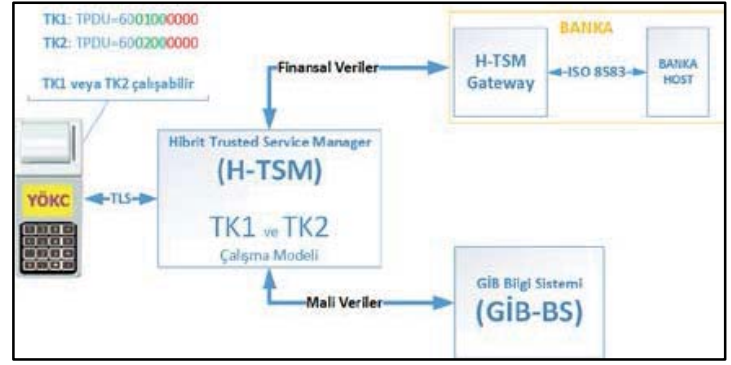 TK1: TPDU=6001000000
TK2: TPDU=6002000000
TK1 veya TK2 çalışabilir
YÖKC
TLS
Hibrit Trusted Service Manager
(H-TSM)
TK1 ve TK2
Çalışma Modeli
Finansal Veriler
BANKA
H-TSM
Gateway
ISO 8583
BANKA
HOST
Mali Veriler
GİB Bilgi Sistemi
(GİB-BS)